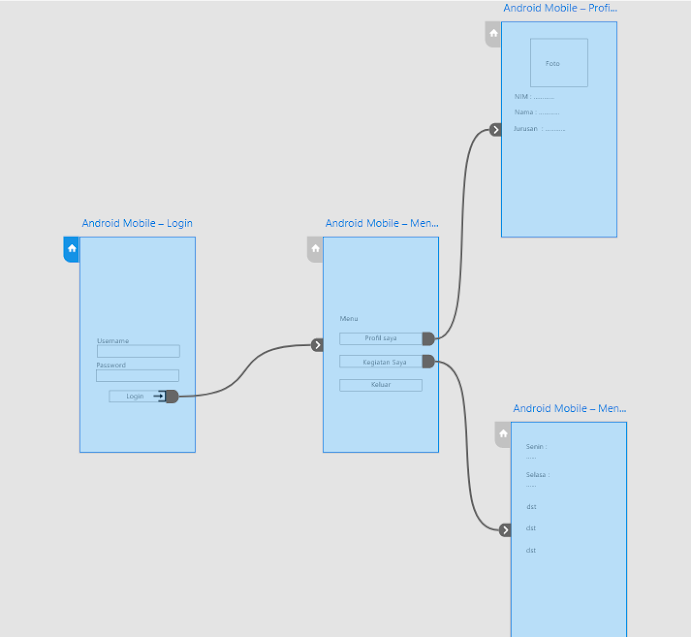 Android Mobile – Profi...
Foto
NIM : ...........
Nama : ...........
Jurusan : ...........
Android Mobile – Login
Username
Password
Login
Android Mobile – Men...
Menu
Profil saya
Kegiatan Saya
Keluar
Android Mobile – Men...
Senin :
.....
Selasa :
.....
dst
dst
dst